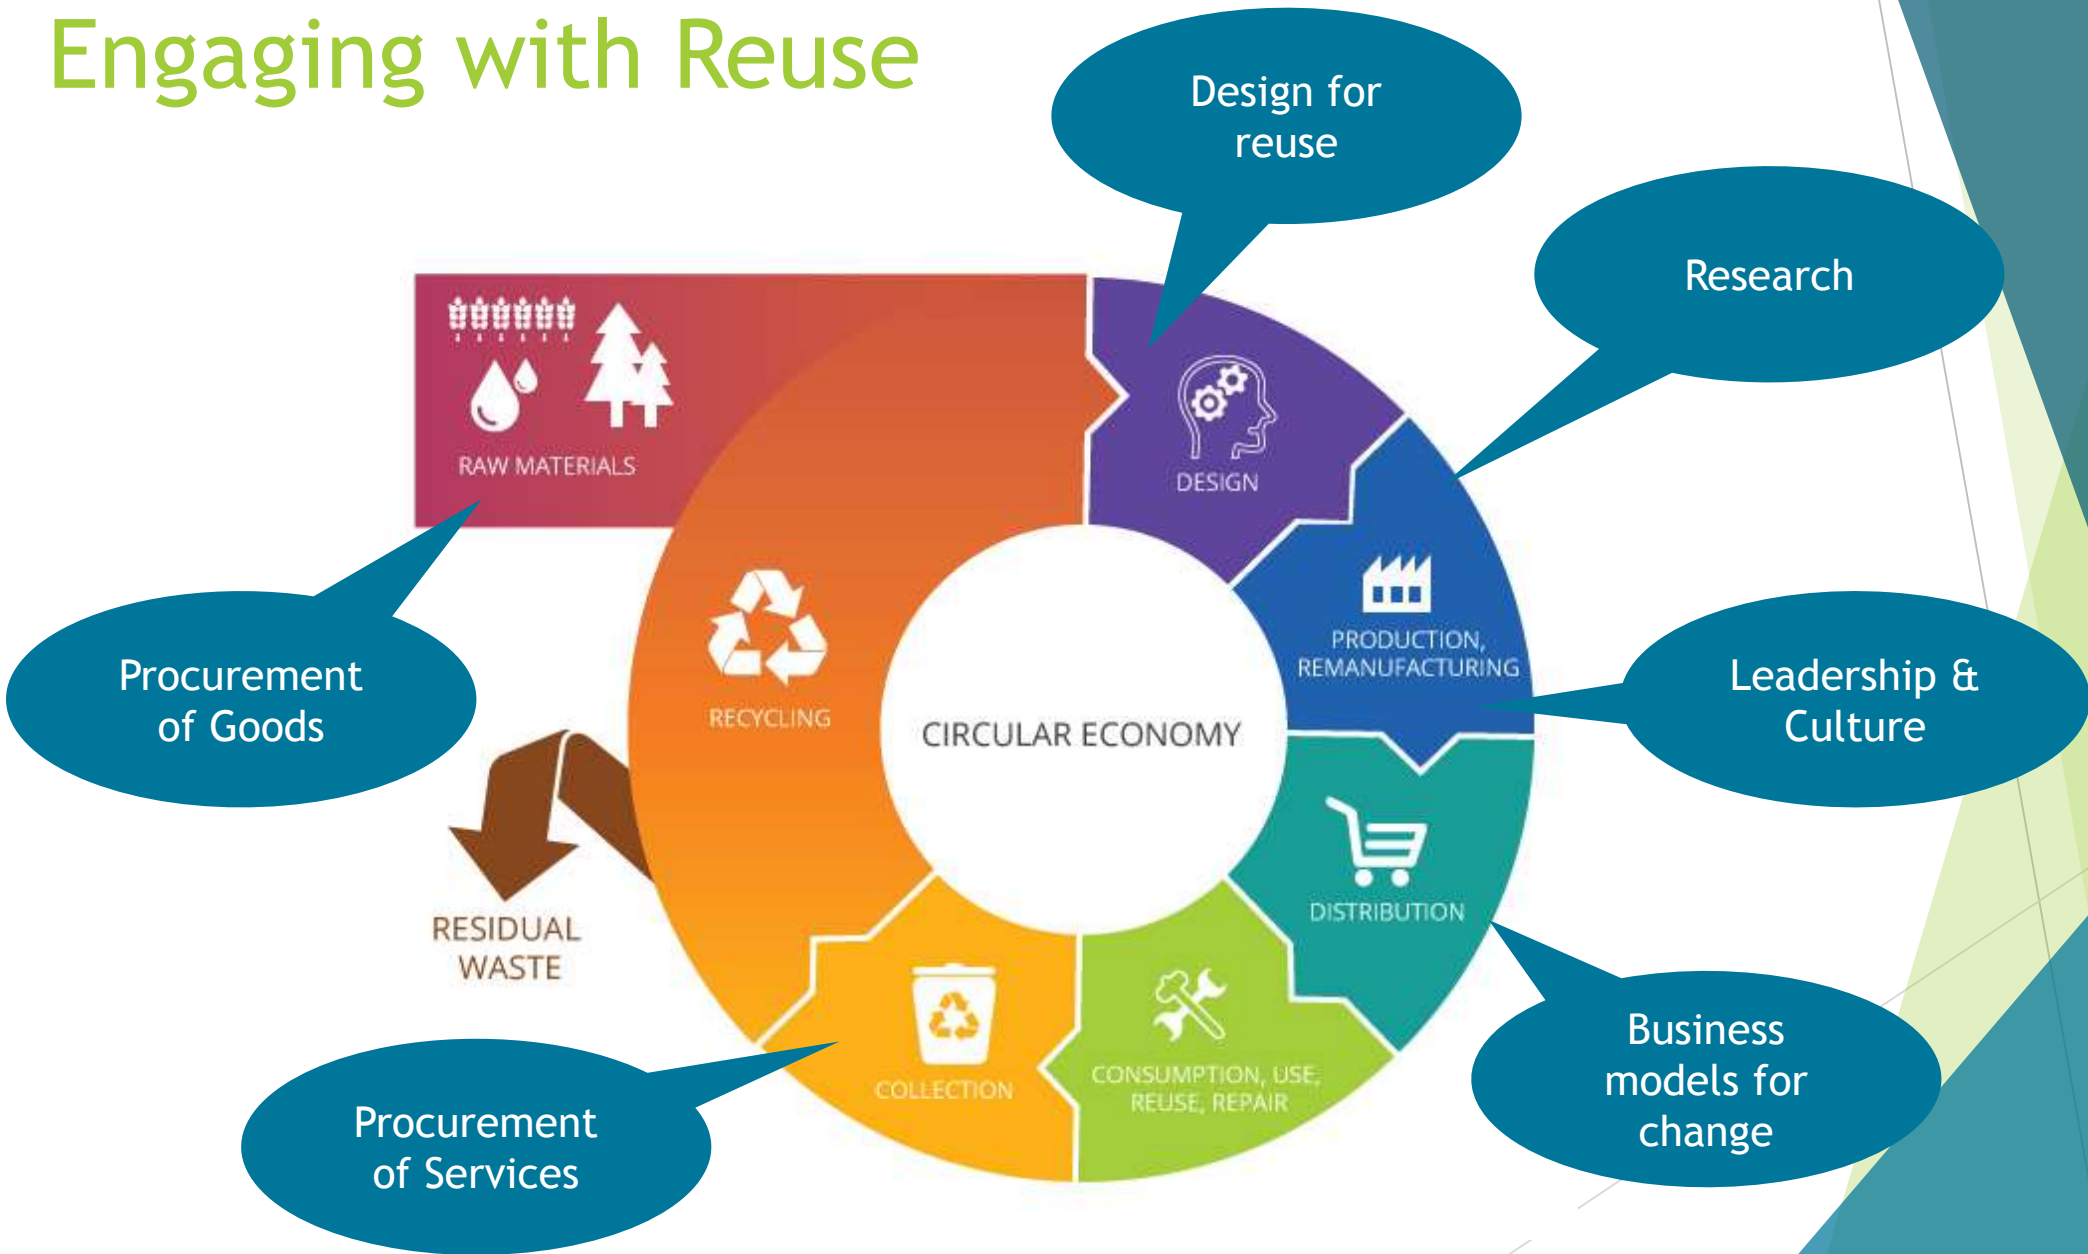 Engaging with Reuse
Design for
reuse
Research
RAW MATERIALS
DESIGN
Procurement
of Goods
RECYCLING
CIRCULAR ECONOMY
PRODUCTION,
REMANUFACTURING
Leadership &
Culture
RESIDUAL
WASTE
DISTRIBUTION
COLLECTION
CONSUMPTION, USE,
REUSE, REPAIR
Business
models for
change
Procurement
of Services